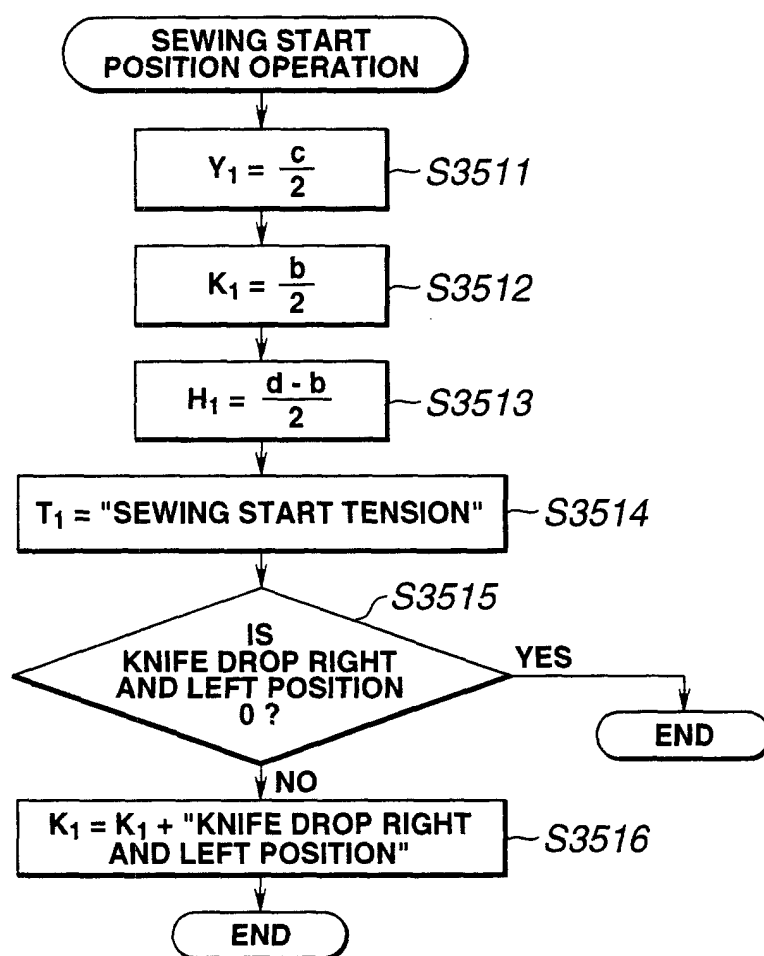 SEWING START
POSITION OPERATION
Y₁ = c/2
S3511
K₁ = b/2
S3512
H₁ = d - b/2
S3513
T₁ = "SEWING START TENSION"
S3514
S3515
IS
KNIFE DROP RIGHT
AND LEFT POSITION
0 ?
YES
END
NO
K₁ = K₁ + "KNIFE DROP RIGHT
AND LEFT POSITION"
S3516
END